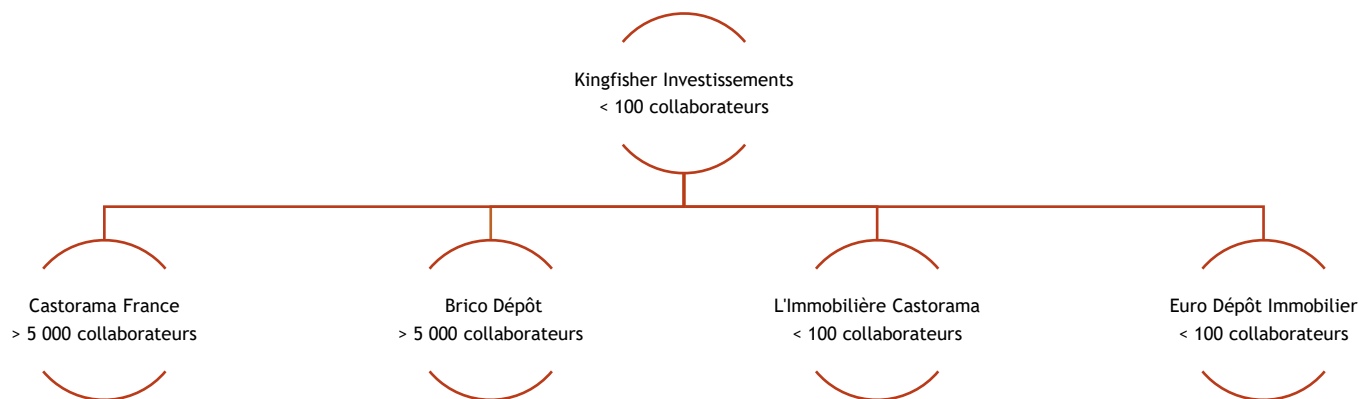 Kingfisher Investissements
< 100 collaborateurs
Castorama France
> 5 000 collaborateurs
Brico Dépôt
> 5 000 collaborateurs
L'Immobilière Castorama
< 100 collaborateurs
Euro Dépôt Immobilier
< 100 collaborateurs